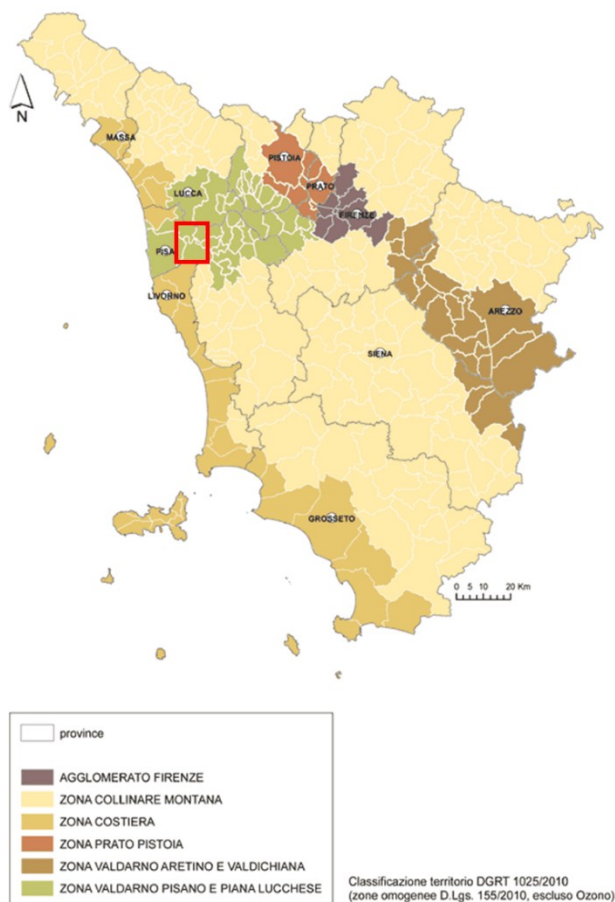 N
MASSA
PISTOIA
PRATO
LUCCA
FIRENZE
PISA
LIVORNO
AREZZO
SIENA
GROSSETO
0 5 10 20 Km
province
AGGLOMERATO FIRENZE
ZONA COLLINARE MONTANA
ZONA COSTIERA
ZONA PRATO PISTOIA
ZONA VALDARNO ARETINO E VALDICHIANA
ZONA VALDARNO PISANO E PIANA LUCCHESE
Classificazione territorio DGRT 1025/2010
(zone omogenee D.Lgs. 155/2010, escluso Ozono)